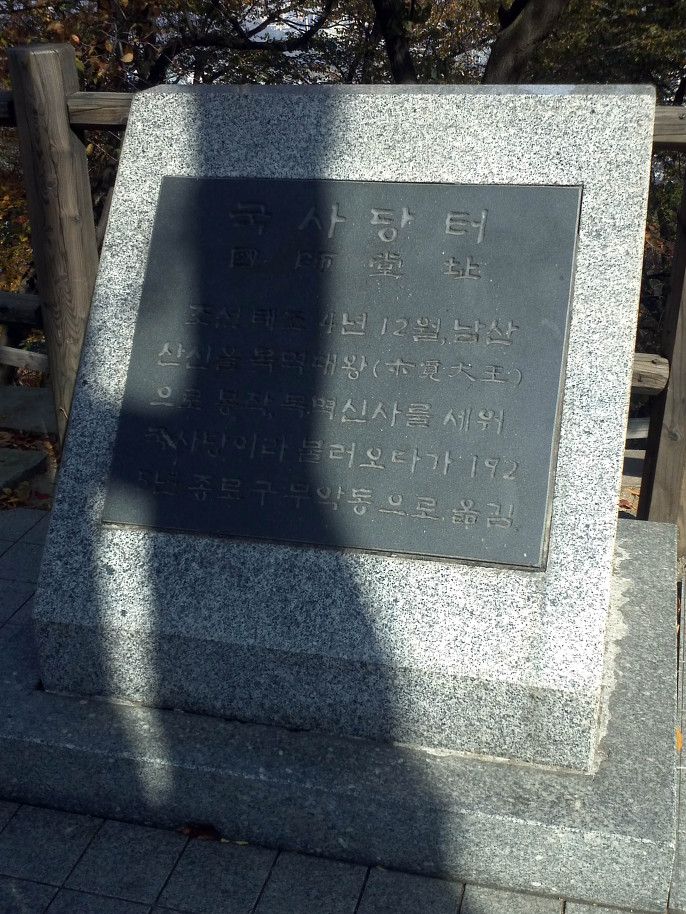 국사당터
國師堂址
조선 태조 4년 12월, 남산
산신을 목멱대왕(木覓大王)
으로 봉작, 목멱신사를 세워
국사당이라 불러오다가 192
5년 종로구 무악동으로 옮김.